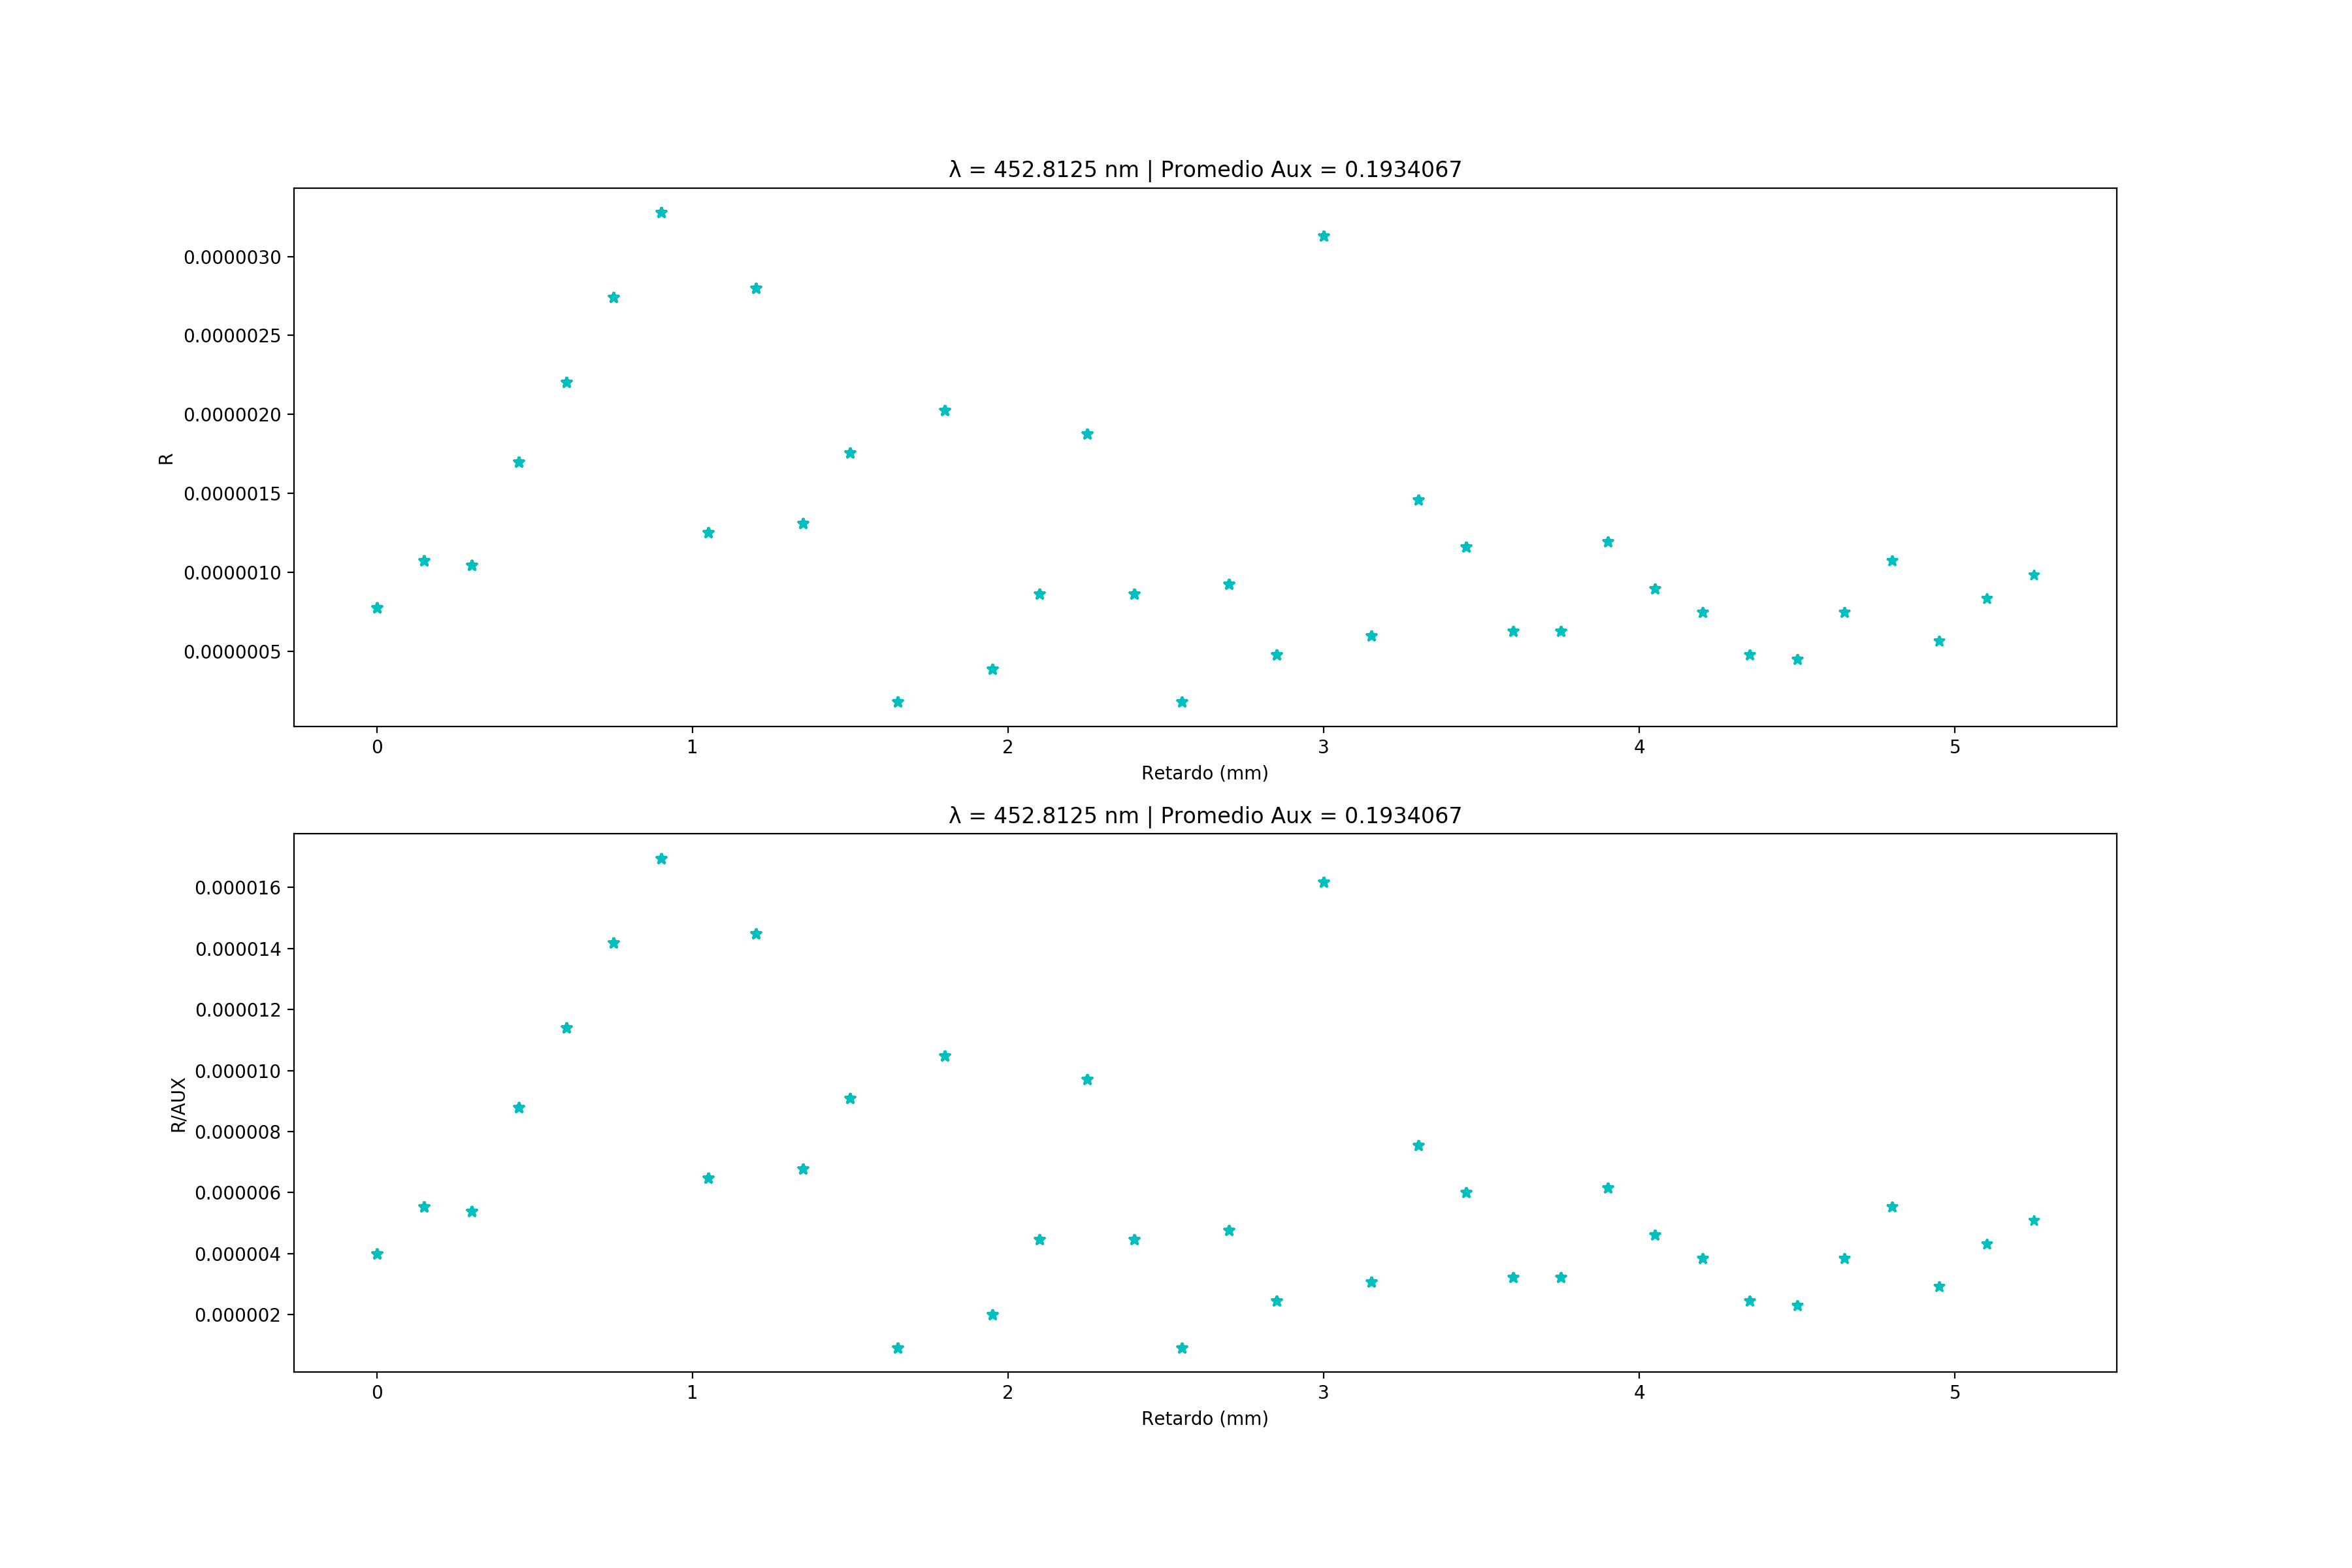 λ = 452.8125 nm | Promedio Aux = 0.1934067
0.0000030
0.0000025
0.0000020
0.0000015
0.0000010
0.0000005
R
0 1 2 3 4 5
Retardo (mm)
λ = 452.8125 nm | Promedio Aux = 0.1934067
0.000016
0.000014
0.000012
0.000010
0.000008
0.000006
0.000004
0.000002
R/AUX
0 1 2 3 4 5
Retardo (mm)